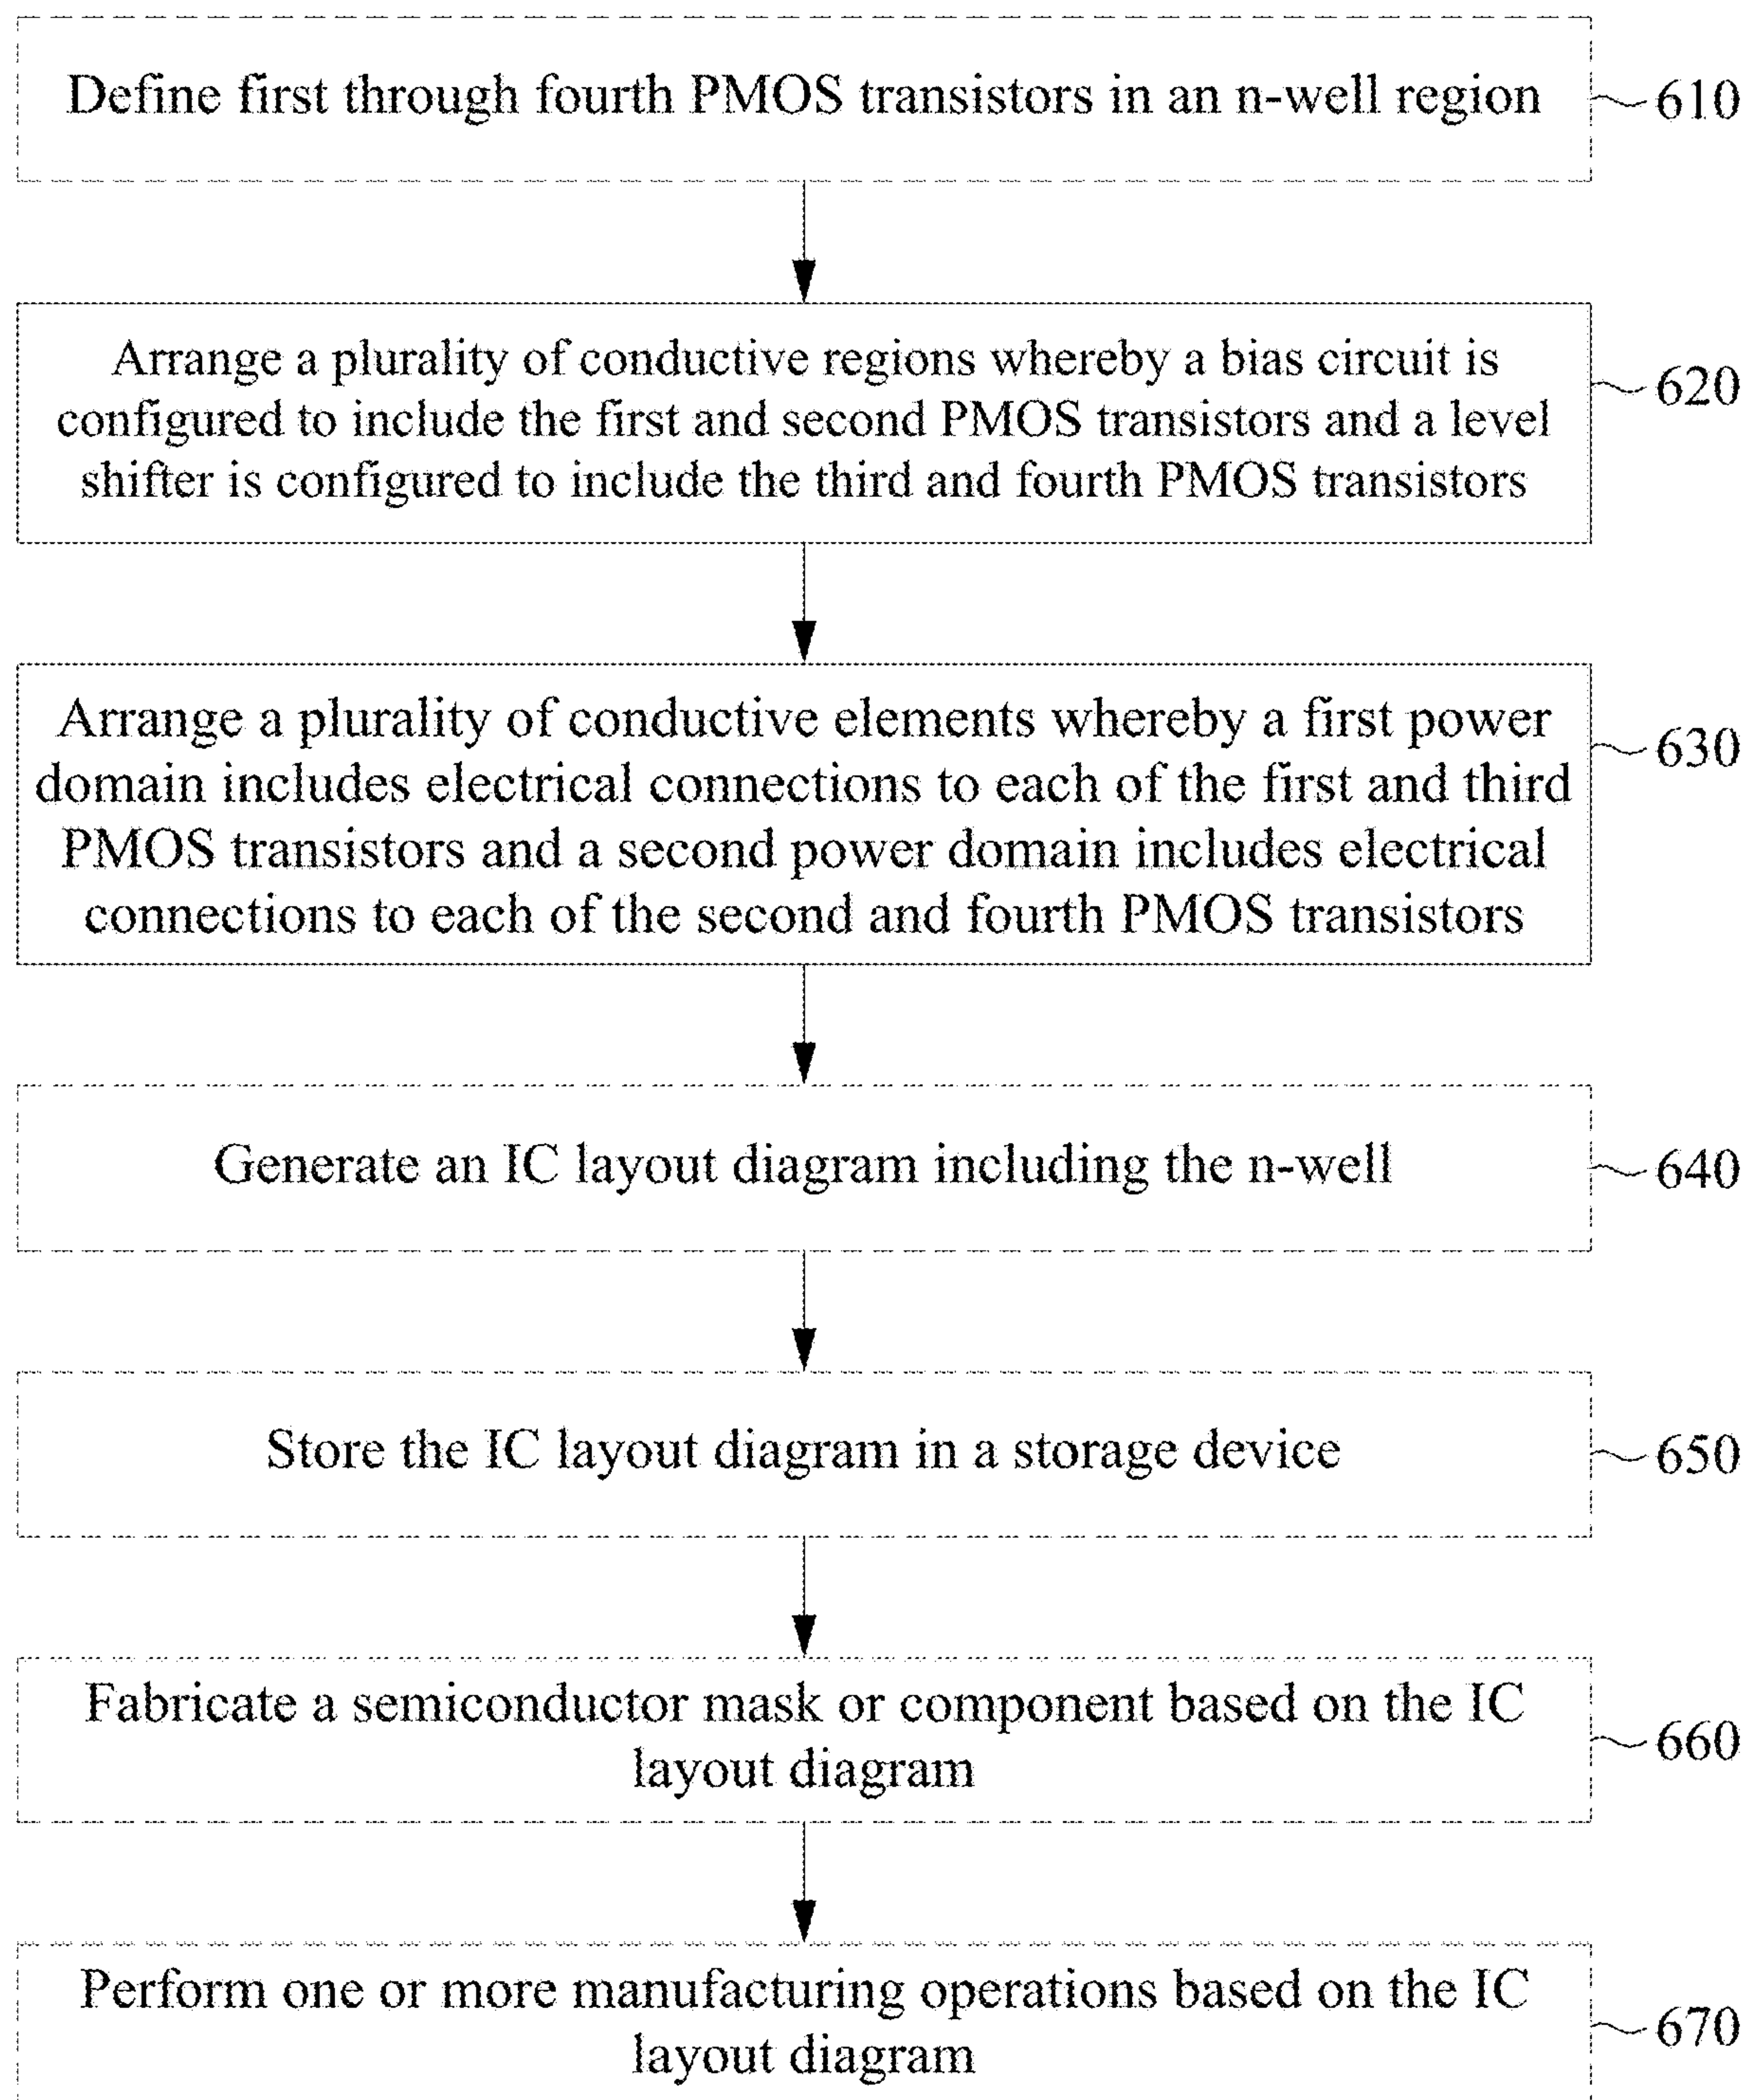 Define first through fourth PMOS transistors in an n-well region
610
Arrange a plurality of conductive regions whereby a bias circuit is
configured to include the first and second PMOS transistors and a level
shifter is configured to include the third and fourth PMOS transistors
620
Arrange a plurality of conductive elements whereby a first power
domain includes electrical connections to each of the first and third
PMOS transistors and a second power domain includes electrical
connections to each of the second and fourth PMOS transistors
630
Generate an IC layout diagram including the n-well
640
Store the IC layout diagram in a storage device
650
Fabricate a semiconductor mask or component based on the IC
layout diagram
660
Perform one or more manufacturing operations based on the IC
layout diagram
670